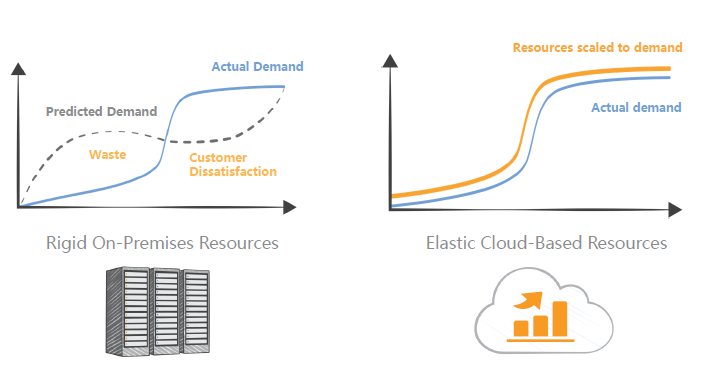 Resources scaled to demand
Actual Demand
Predicted Demand
Actual demand
Waste
Customer
Dissatisfaction
Rigid On-Premises Resources
Elastic Cloud-Based Resources